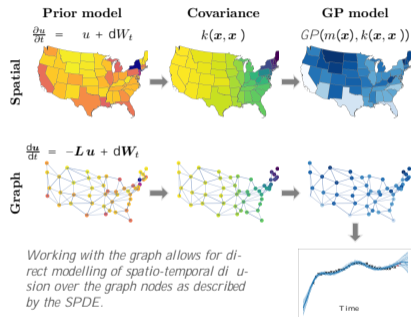 Prior model Covariance GP model
∂u/∂t = u + dW_t k(x, x ) GP(m(x), k(x, x ))
Spatial
du/dt = −L u + dW_t
Graph
Working with the graph allows for di-
rect modelling of spatio-temporal di u-
sion over the graph nodes as described
by the SPDE.
Time